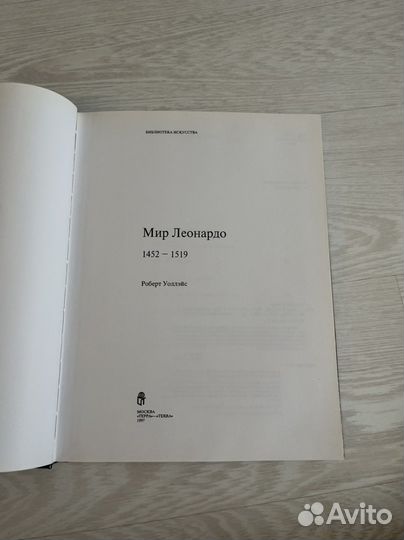 БИБЛИОТЕКА ИСКУССТВА
Мир Леонардо
1452 – 1519
Роберт Уоллэйс
МОСКВА
«ТЕРРА»—«TERRA»
1997
Avito